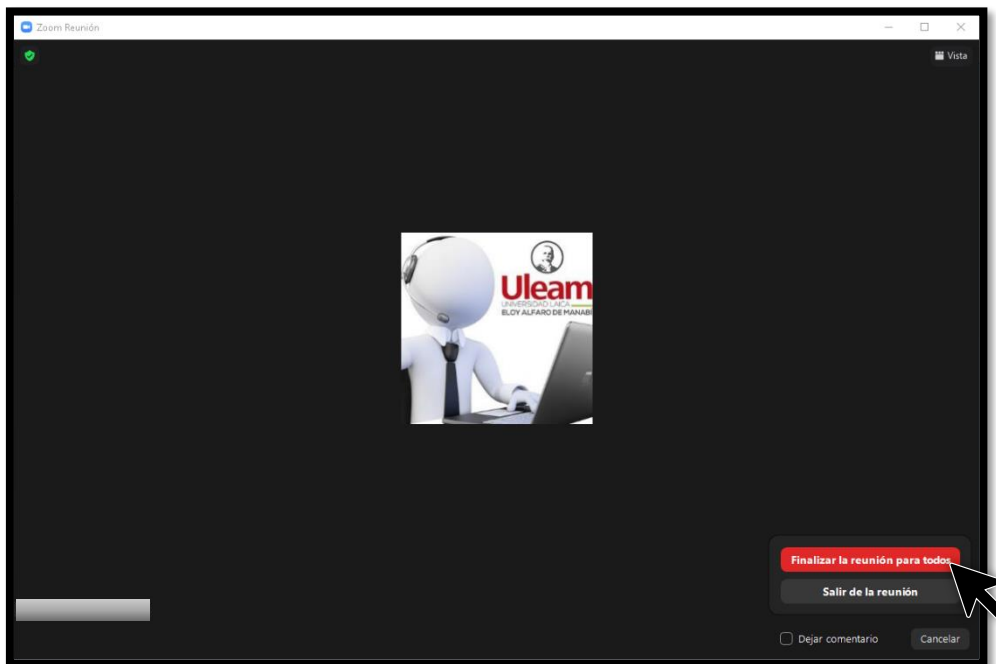 Zoom Reunión
Vista
Uleam
UNIVERSIDAD LAICA
ELOY ALFARO DE MANABÍ
Finalizar la reunión para todos
Salir de la reunión
Dejar comentario
Cancelar